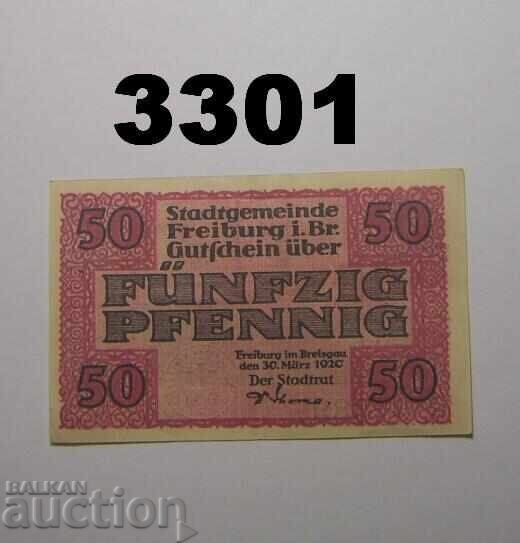 3301
50 50
Stadtgemeinde
Freiburg i. Br.
Gutschein über
FÜNFZIG
PFENNIG
Freiburg im Breisgau
den 30. März 1920
Der Stadtrat
50 50
BALKAN
auction